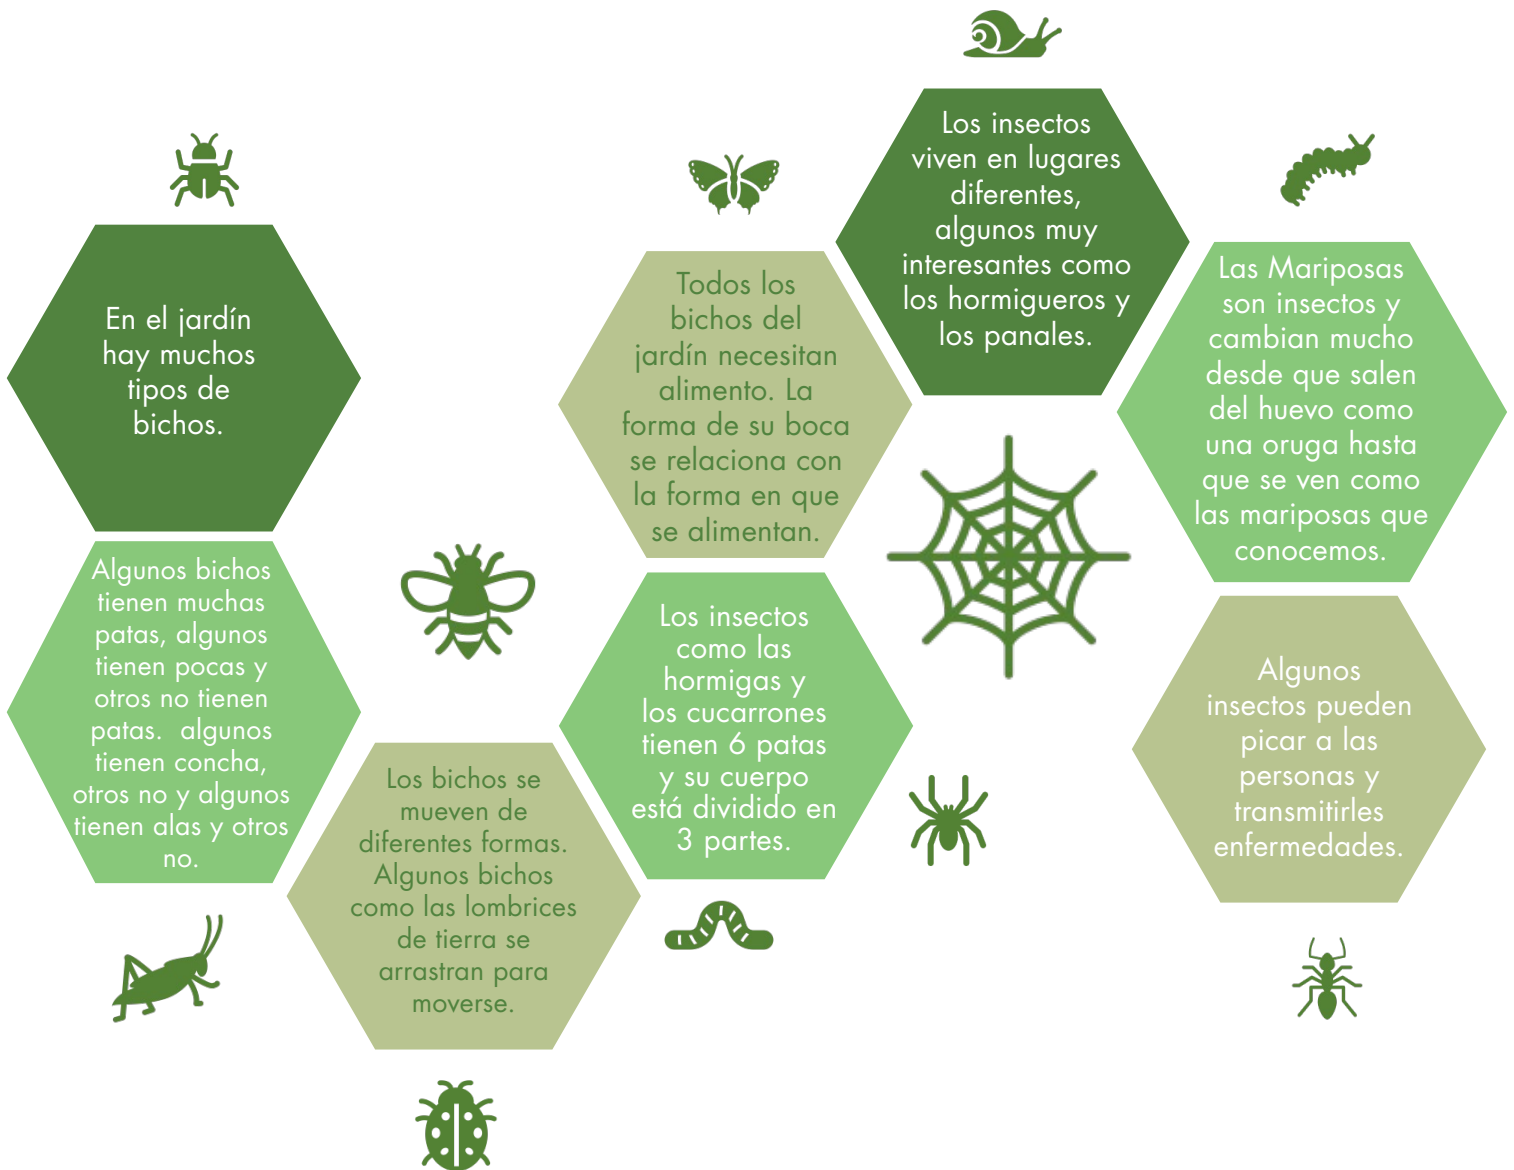 En el jardín
hay muchos
tipos de
bichos.
Algunos bichos
tienen muchas
patas, algunos
tienen pocas y
otros no tienen
patas.  algunos
tienen concha,
otros no y algunos
tienen alas y otros
no.
Los bichos se
mueven de
diferentes formas.
Algunos bichos
como las lombrices
de tierra se
arrastran para
moverse.
Los insectos
como las
hormigas y
los cucarrones
tienen 6 patas
y su cuerpo
está dividido en
3 partes.
Todos los
bichos del
jardín necesitan
alimento. La
forma de su boca
se relaciona con
la forma en que
se alimentan.
Los insectos
viven en lugares
diferentes,
algunos muy
interesantes como
los hormigueros y
los panales.
Las Mariposas
son insectos y
cambian mucho
desde que salen
del huevo como
una oruga hasta
que se ven como
las mariposas que
conocemos.
Algunos
insectos pueden
picar a las
personas y
transmitirles
enfermedades.